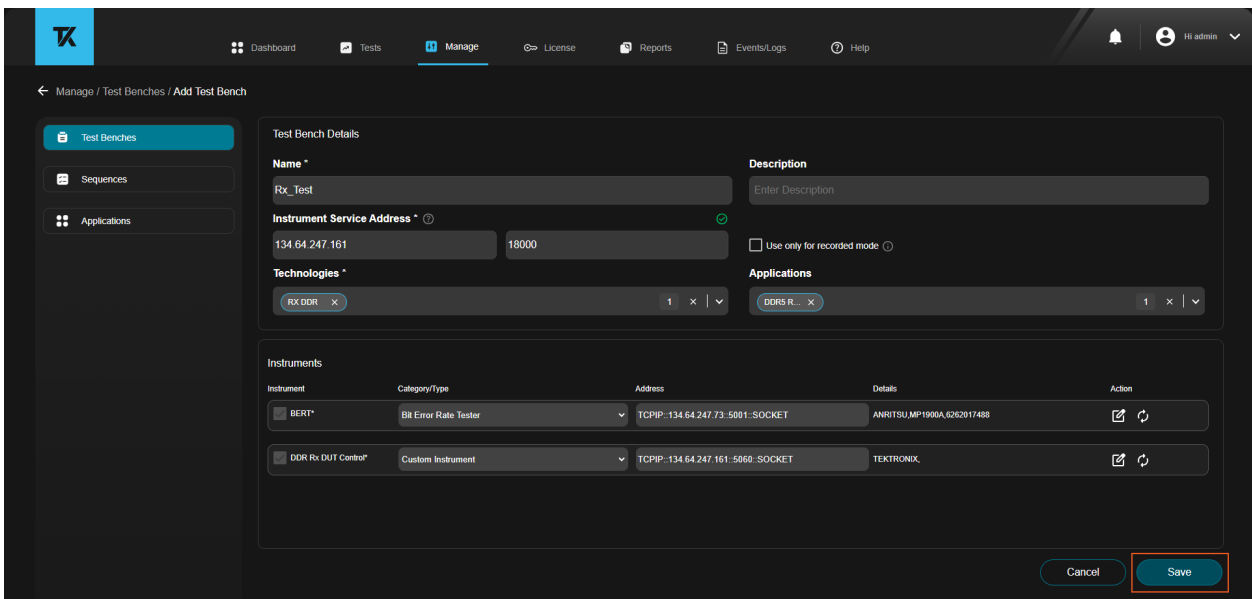 TK
Dashboard Tests Manage License Reports Events/Logs Help Hi admin
Manage / Test Benches / Add Test Bench
Test Benches
Sequences
Applications
Test Bench Details
Name * Description
Rx_Test Enter Description
Instrument Service Address *
134.64.247.161 18000 Use only for recorded mode
Technologies * Applications
RX DDR 1 DDR5 R... 1
Instruments
Instrument Category/Type Address Details Action
BERT* Bit Error Rate Tester TCPIP::134.64.247.73::5001::SOCKET ANRITSU,MP1900A,6262017488
DDR Rx DUT Control* Custom Instrument TCPIP::134.64.247.161::5060::SOCKET TEKTRONIX,
Cancel Save